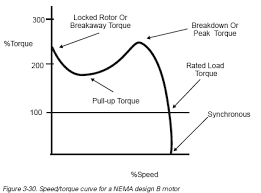 300
Locked Rotor Or
Breakaway Torque
Breakdown Or
Peak Torque
%Torque
200
Rated Load
Torque
Pull-up Torque
100
Synchronous
%Speed
Figure 3-30. Speed/torque curve for a NEMA design B motor